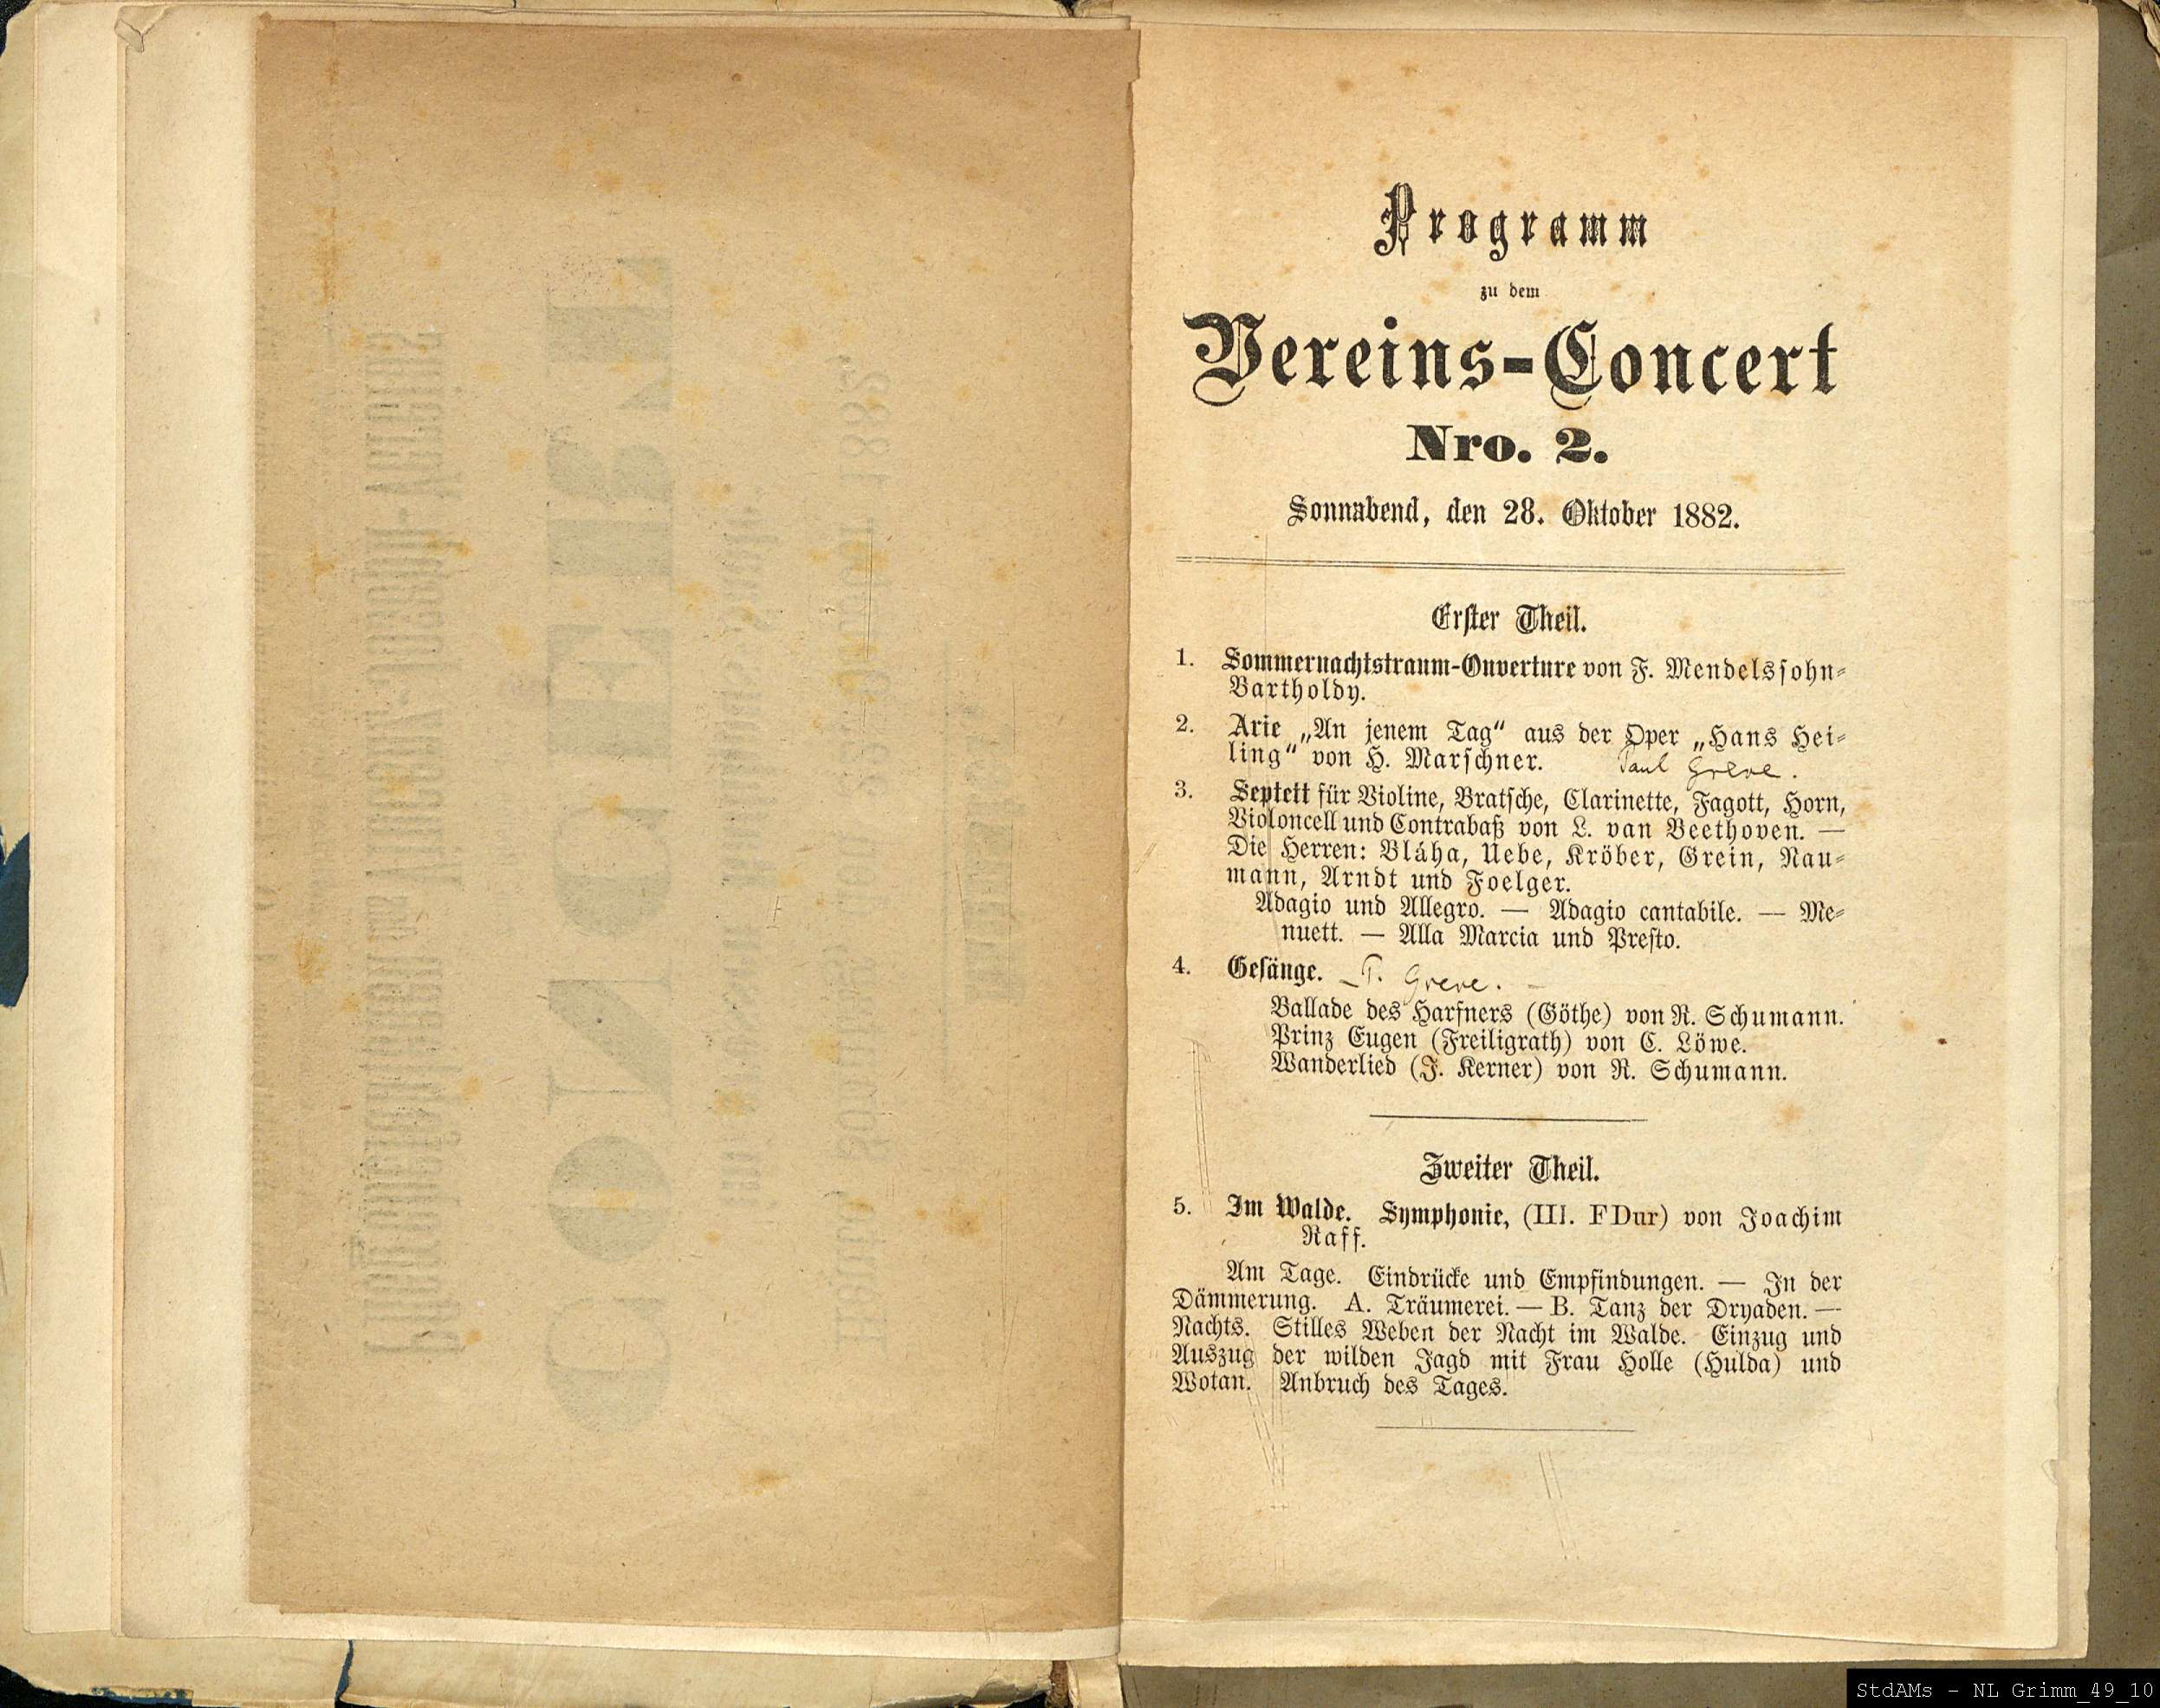 Programm
zu dem
Vereins-Concert
Nro. 2.
Sonnabend, den 28. Oktober 1882.
Erster Theil.
1. Sommernachtstraum-Ouverture von F. Mendelssohn-
Bartholdy.
2. Arie „An jenem Tag“ aus der Oper „Hans Hei-
ling“ von H. Marschner. Paul Greve.
3. Septett für Violine, Bratsche, Clarinette, Fagott, Horn,
Violoncell und Contrabaß von L. van Beethoven. —
Die Herren: Bláha, Uebe, Kröber, Grein, Nau-
mann, Arndt und Foelger.
Adagio und Allegro. — Adagio cantabile. — Me-
nuett. — Alla Marcia und Presto.
4. Gesänge. — P. Greve. —
Ballade des Harfners (Göthe) von R. Schumann.
Prinz Eugen (Freiligrath) von C. Löwe.
Wanderlied (J. Kerner) von R. Schumann.
Zweiter Theil.
5. Im Walde. Symphonie, (III. F Dur) von Joachim
Raff.
Am Tage. Eindrücke und Empfindungen. — In der
Dämmerung. A. Träumerei. — B. Tanz der Dryaden. —
Nachts. Stilles Weben der Nacht im Walde. Einzug und
Auszug der wilden Jagd mit Frau Holle (Hulda) und
Wotan. Anbruch des Tages.
StdAMs - NL Grimm_49_10